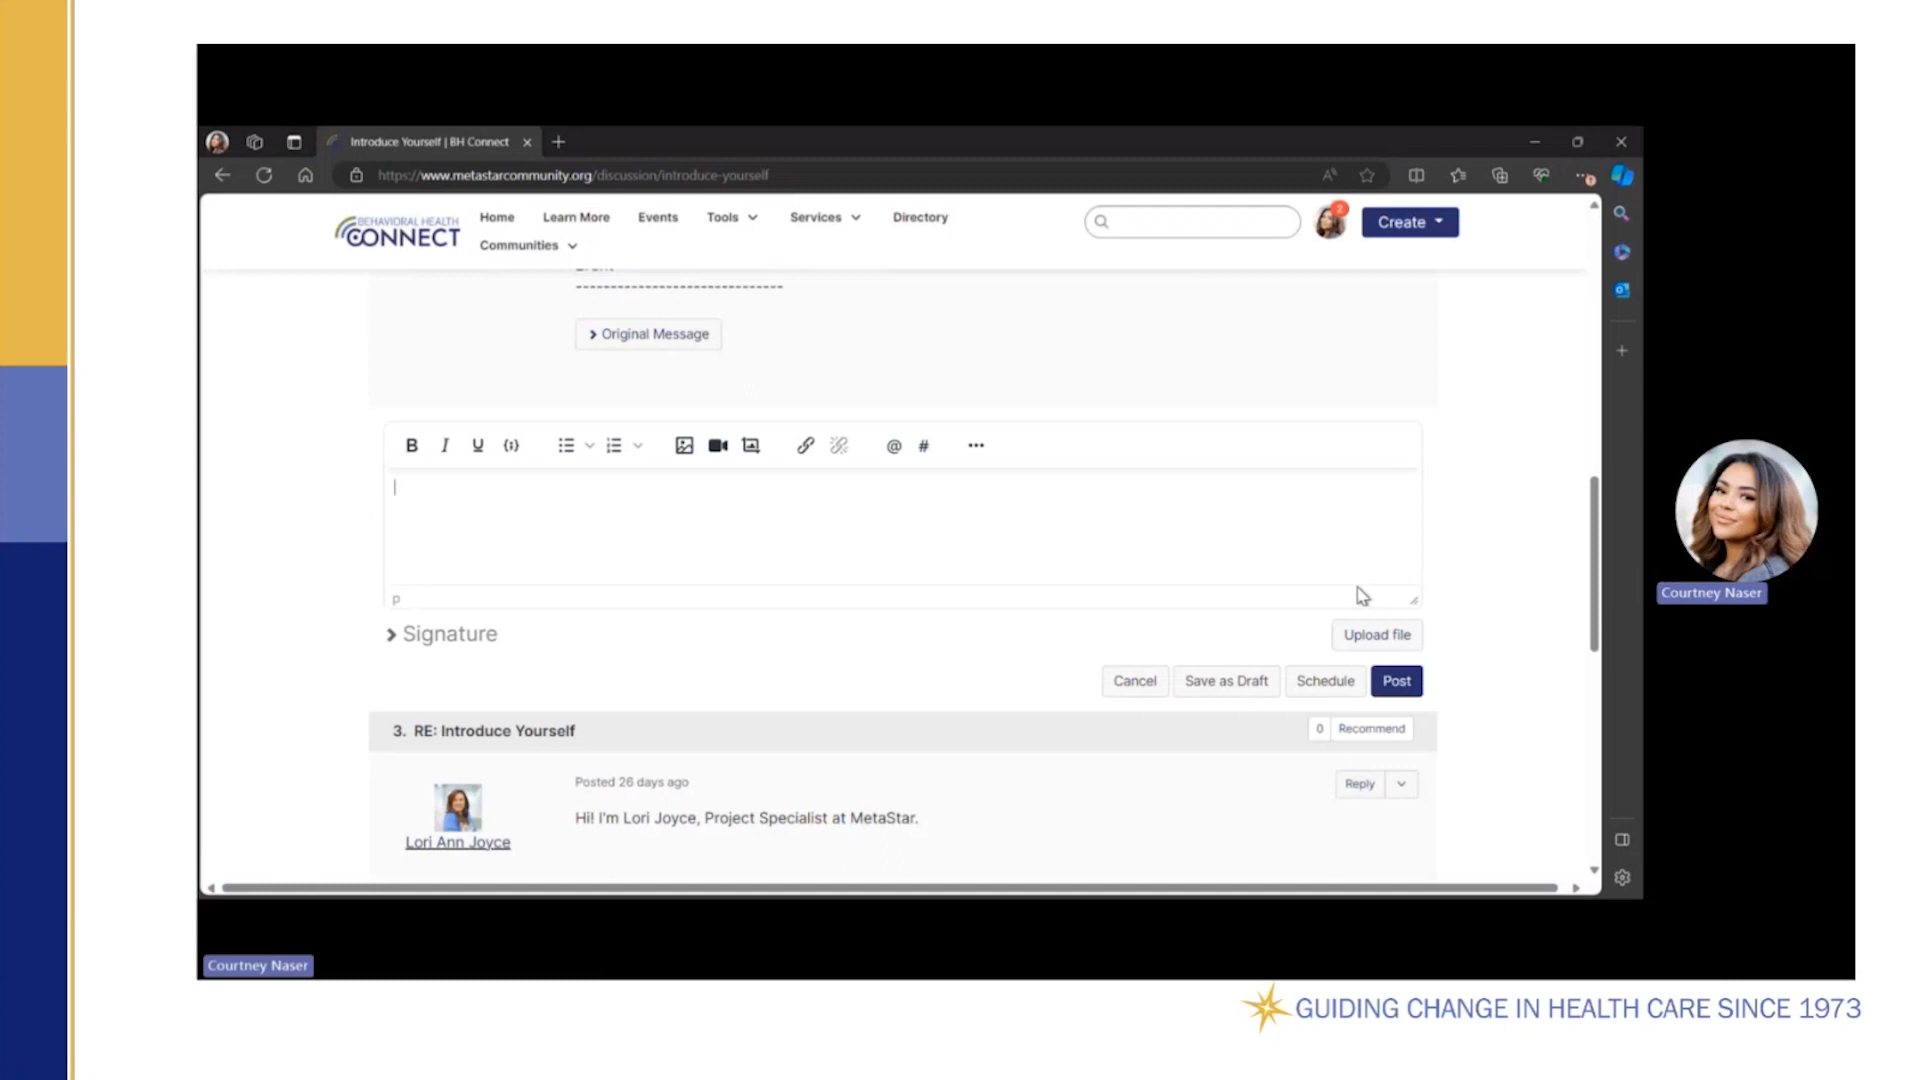 Introduce Yourself | BH Connect
https://www.metastarcommunity.org/discussion/introduce-yourself
BEHAVIORAL HEALTH
CONNECT
Home Learn More Events Tools Services Directory
Communities
2
Create
------------------------------
Original Message
B I U {;} @ # ...
p
Signature
Upload file
Cancel Save as Draft Schedule Post
3. RE: Introduce Yourself
0 Recommend
Posted 26 days ago
Reply
Hi! I'm Lori Joyce, Project Specialist at MetaStar.
Lori Ann Joyce
Courtney Naser
Courtney Naser
GUIDING CHANGE IN HEALTH CARE SINCE 1973